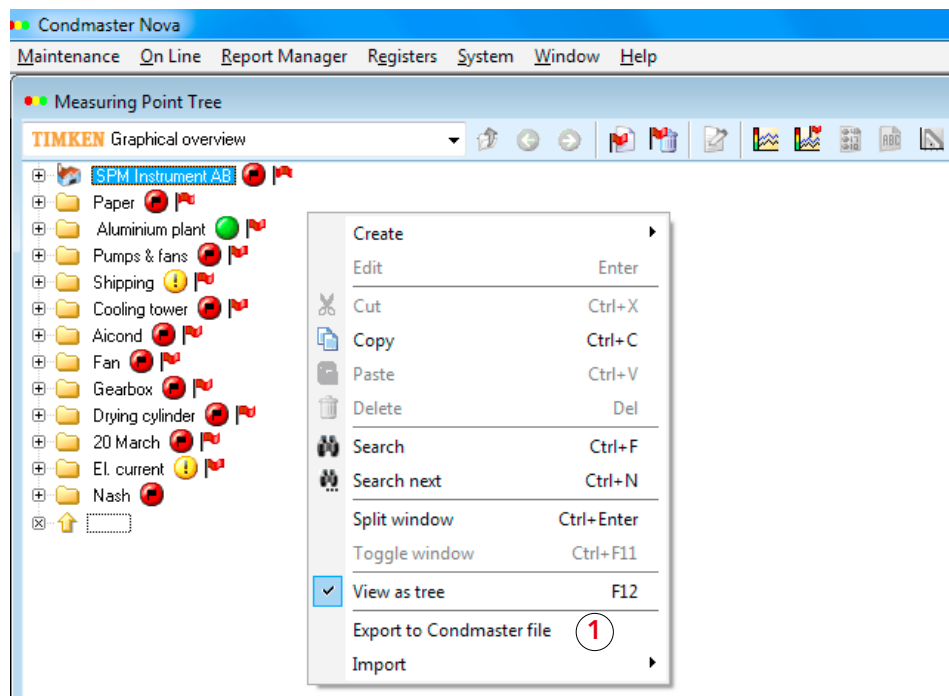 Condmaster Nova
Maintenance On Line Report Manager Registers System Window Help
Measuring Point Tree
TIMKEN Graphical overview
ABC
SPM Instrument AB
Paper
Aluminium plant
Pumps & fans
Shipping
Cooling tower
Aicond
Fan
Gearbox
Drying cylinder
20 March
El. current
Nash
Create
Edit Enter
Cut Ctrl+X
Copy Ctrl+C
Paste Ctrl+V
Delete Del
Search Ctrl+F
Search next Ctrl+N
Split window Ctrl+Enter
Toggle window Ctrl+F11
View as tree F12
Export to Condmaster file 1
Import